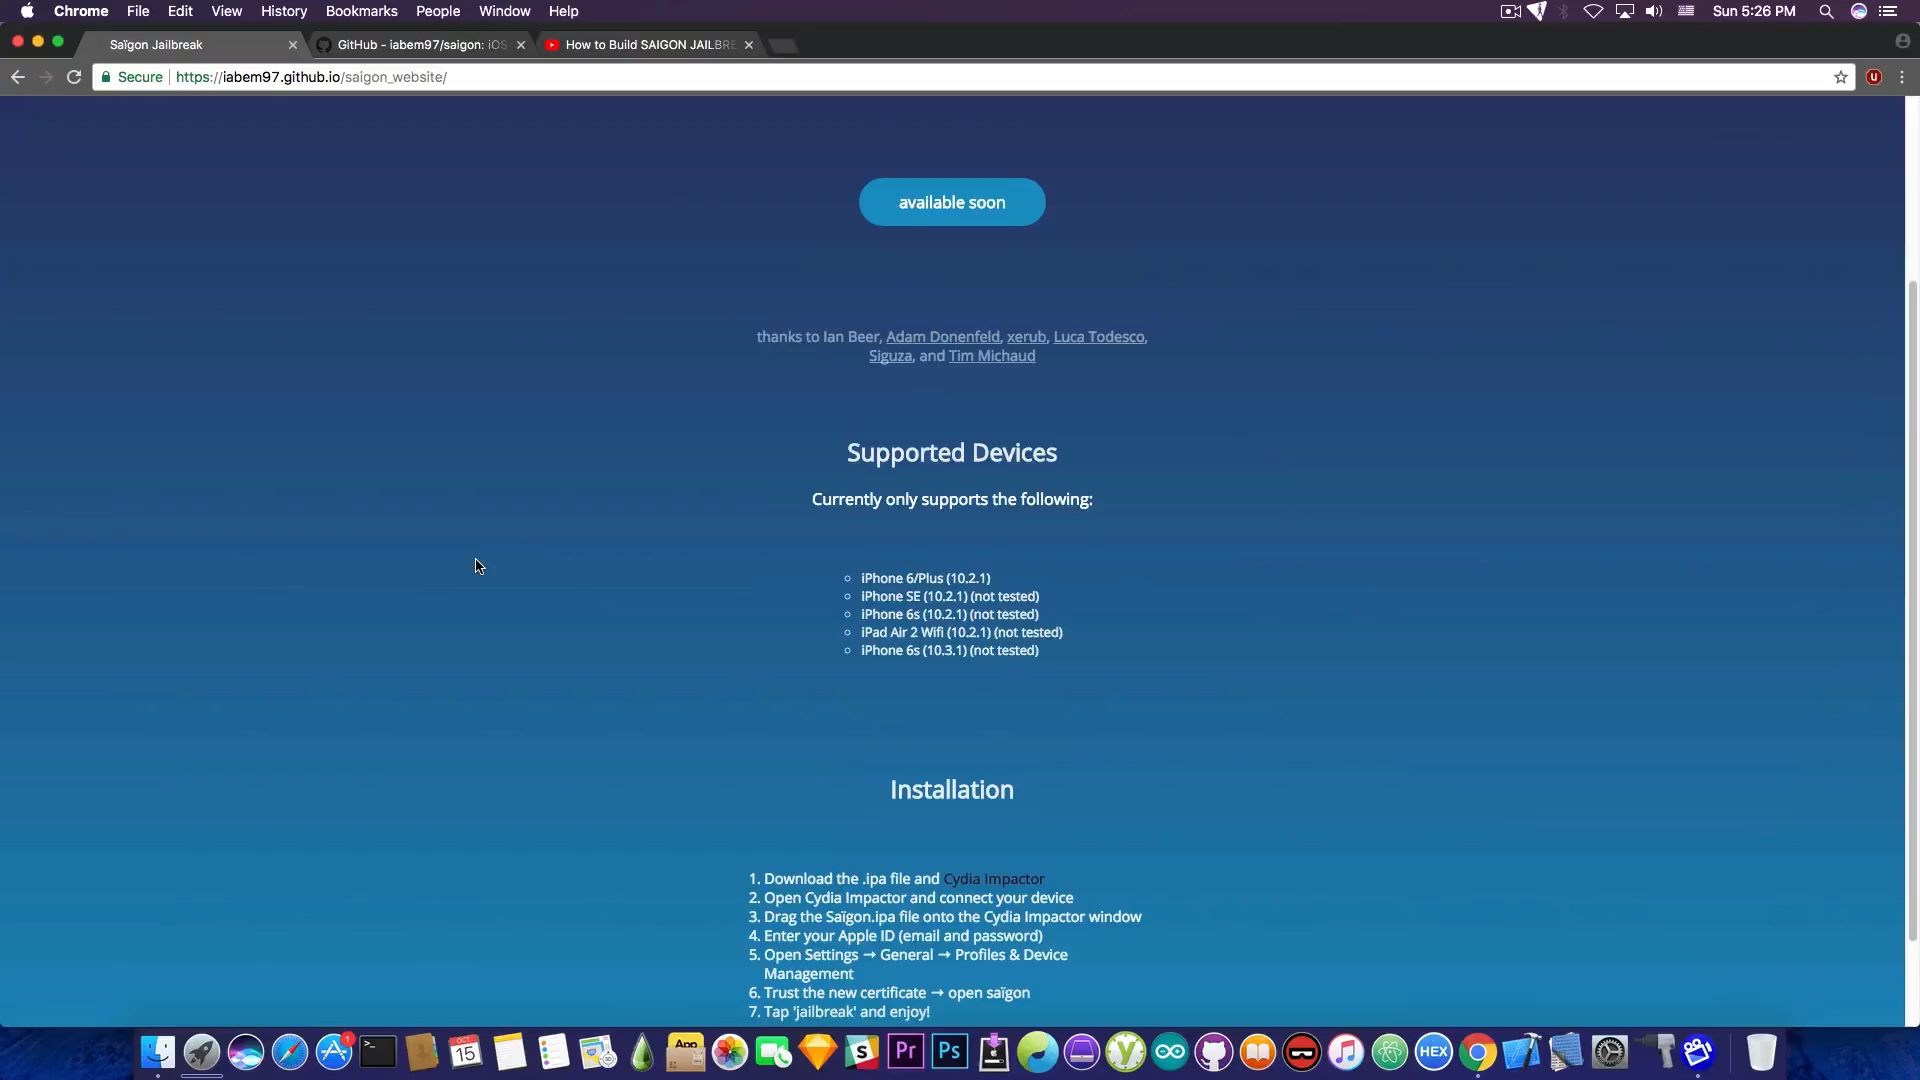 Chrome File Edit View History Bookmarks People Window Help Sun 5:26 PM
Saïgon Jailbreak GitHub - iabem97/saigon: iOS How to Build SAIGON JAILBRE
Secure https://iabem97.github.io/saigon_website/
available soon
thanks to Ian Beer, Adam Donenfeld, xerub, Luca Todesco,
Siguza, and Tim Michaud
Supported Devices
Currently only supports the following:
iPhone 6/Plus (10.2.1)
iPhone SE (10.2.1) (not tested)
iPhone 6s (10.2.1) (not tested)
iPad Air 2 Wifi (10.2.1) (not tested)
iPhone 6s (10.3.1) (not tested)
Installation
1. Download the .ipa file and Cydia Impactor
2. Open Cydia Impactor and connect your device
3. Drag the Saïgon.ipa file onto the Cydia Impactor window
4. Enter your Apple ID (email and password)
5. Open Settings → General → Profiles & Device
Management
6. Trust the new certificate → open saïgon
7. Tap 'jailbreak' and enjoy!
1 OCT 15 App Pr Ps HEX